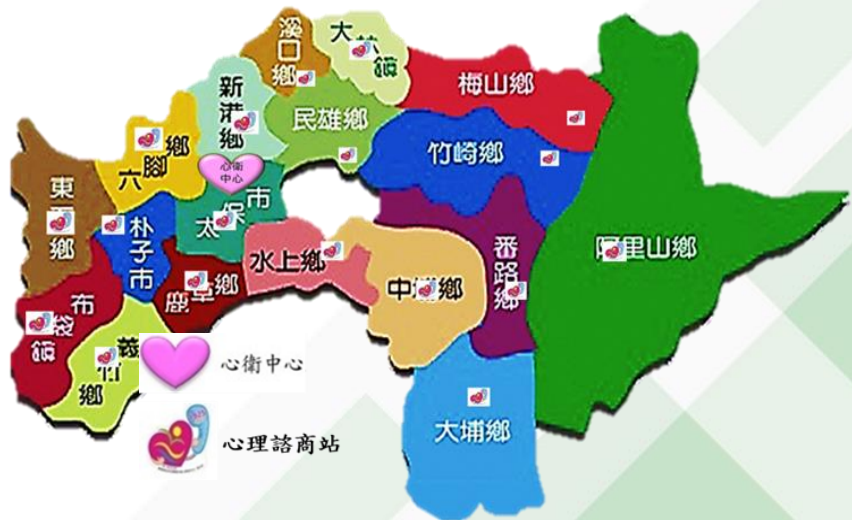 溪口鄉
大林鎮
梅山鄉
新港鄉
民雄鄉
竹崎鄉
六腳鄉
心衛
中心
東石鄉
朴子市
太保市
水上鄉
番路鄉
阿里山鄉
布袋鎮
鹿草鄉
中埔鄉
義竹鄉
大埔鄉
心衛中心
心理諮商站